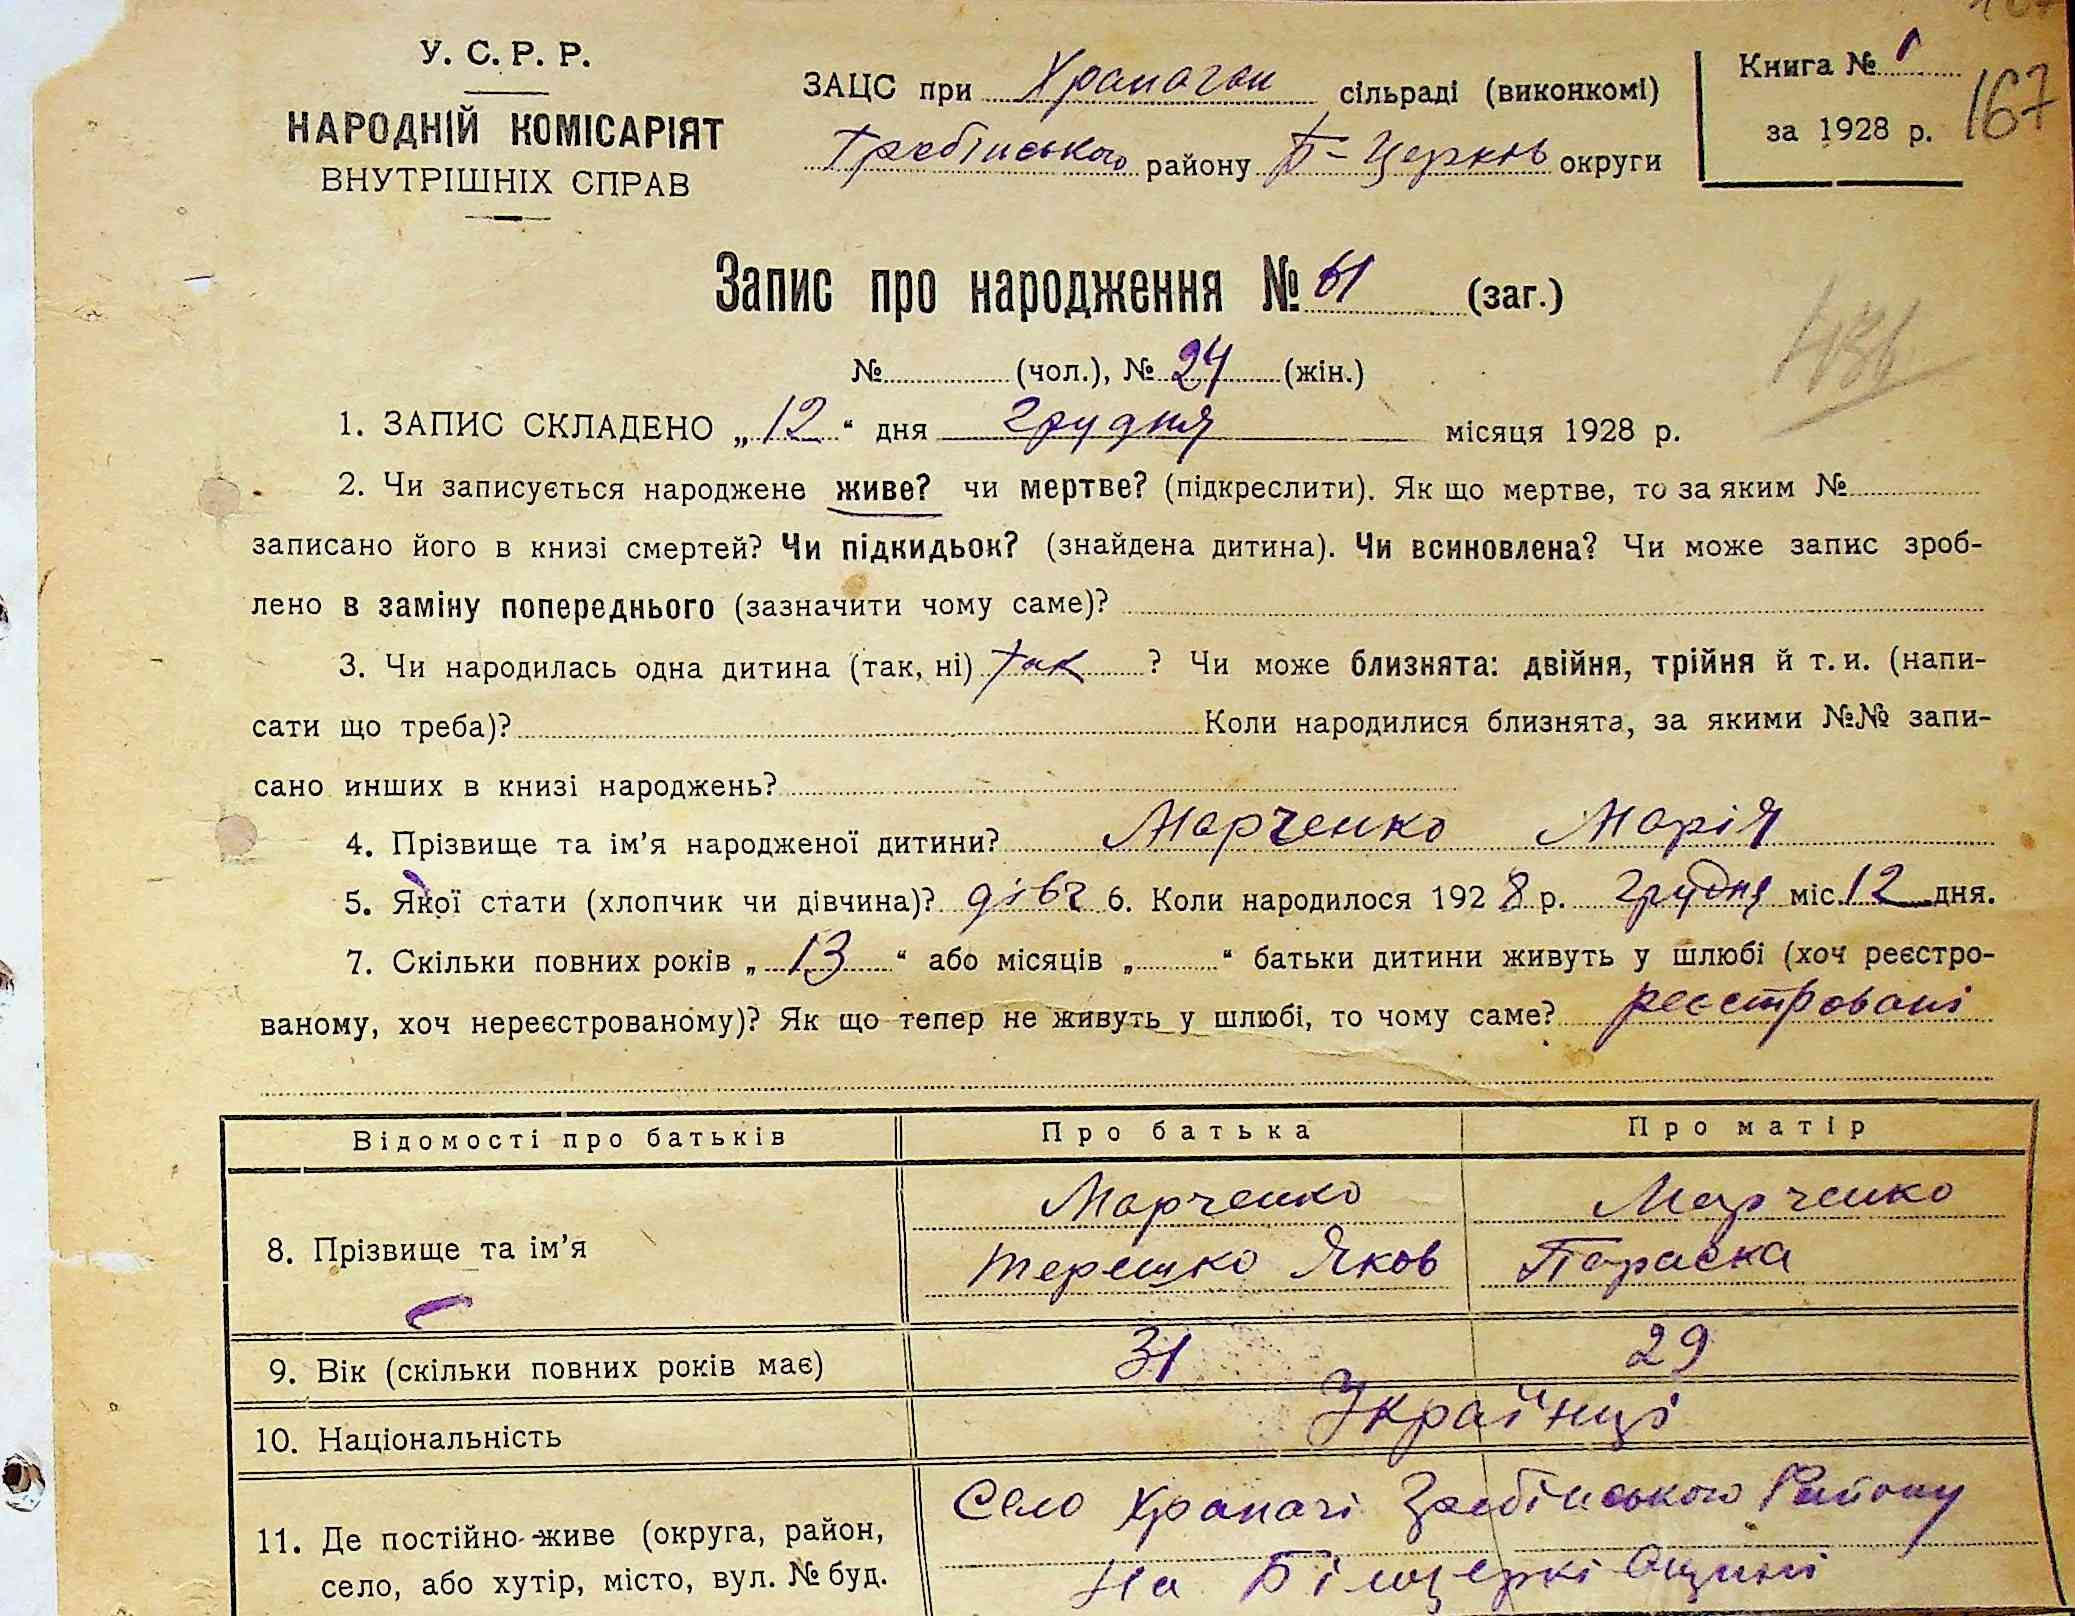 У. С. Р. Р.
НАРОДНІЙ КОМІСАРІЯТ
ВНУТРІШНІХ СПРАВ
ЗАЦС при сільраді (виконкомі)
Гребінського району Б-Церков округи
Книга № 1
за 1928 р.
167
Запис про народження № 61 (заг.)
№ (чол.), № 24 (жін.)
1. ЗАПИС СКЛАДЕНО „12“ дня грудня місяця 1928 р.
2. Чи записується народжене живе? чи мертве? (підкреслити). Як що мертве, то за яким №
записано його в книзі смертей? Чи підкидьок? (знайдена дитина). Чи всиновлена? Чи може запис зроб-
лено в заміну попереднього (зазначити чому саме)?
3. Чи народилась одна дитина (так, ні) так ? Чи може близнята: двійня, трійня й т. и. (напи-
сати що треба)? Коли народилися близнята, за якими №№ запи-
сано инших в книзі народжень?
4. Прізвище та ім'я народженої дитини? Марченко Марія
5. Якої стати (хлопчик чи дівчина)? дівч 6. Коли народилося 1928 р. грудня міс. 12 дня.
7. Скільки повних років „13“ або місяців „ “ батьки дитини живуть у шлюбі (хоч реєстро-
ваному, хоч нереєстрованому)? Як що тепер не живуть у шлюбі, то чому саме? реєстровані
Відомості про батьків Про батька Про матір
8. Прізвище та ім'я
Марченко
Терешко Яков
Марченко
Параска
9. Вік (скільки повних років має) 31 29
10. Національність Українці
11. Де постійно живе (округа, район,
село, або хутір, місто, вул. № буд.
Село Храпачі Гребінського Району
На Білоцерківщині